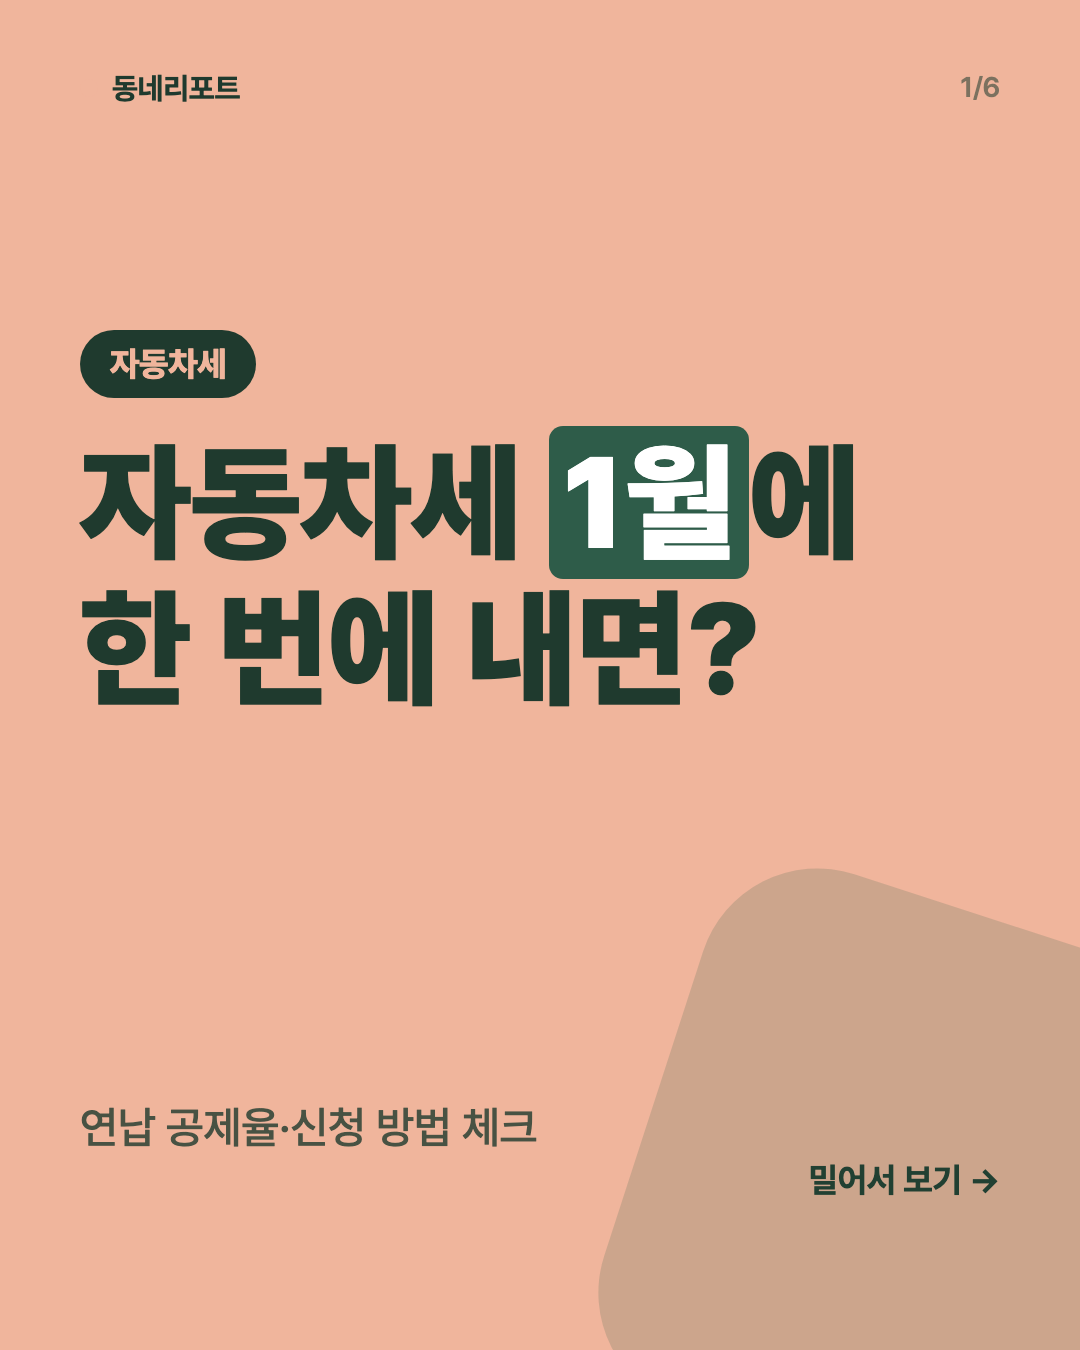 동네리포트
1/6
자동차세
자동차세 1월에
한 번에 내면?
연납 공제율·신청 방법 체크
밀어서 보기 →